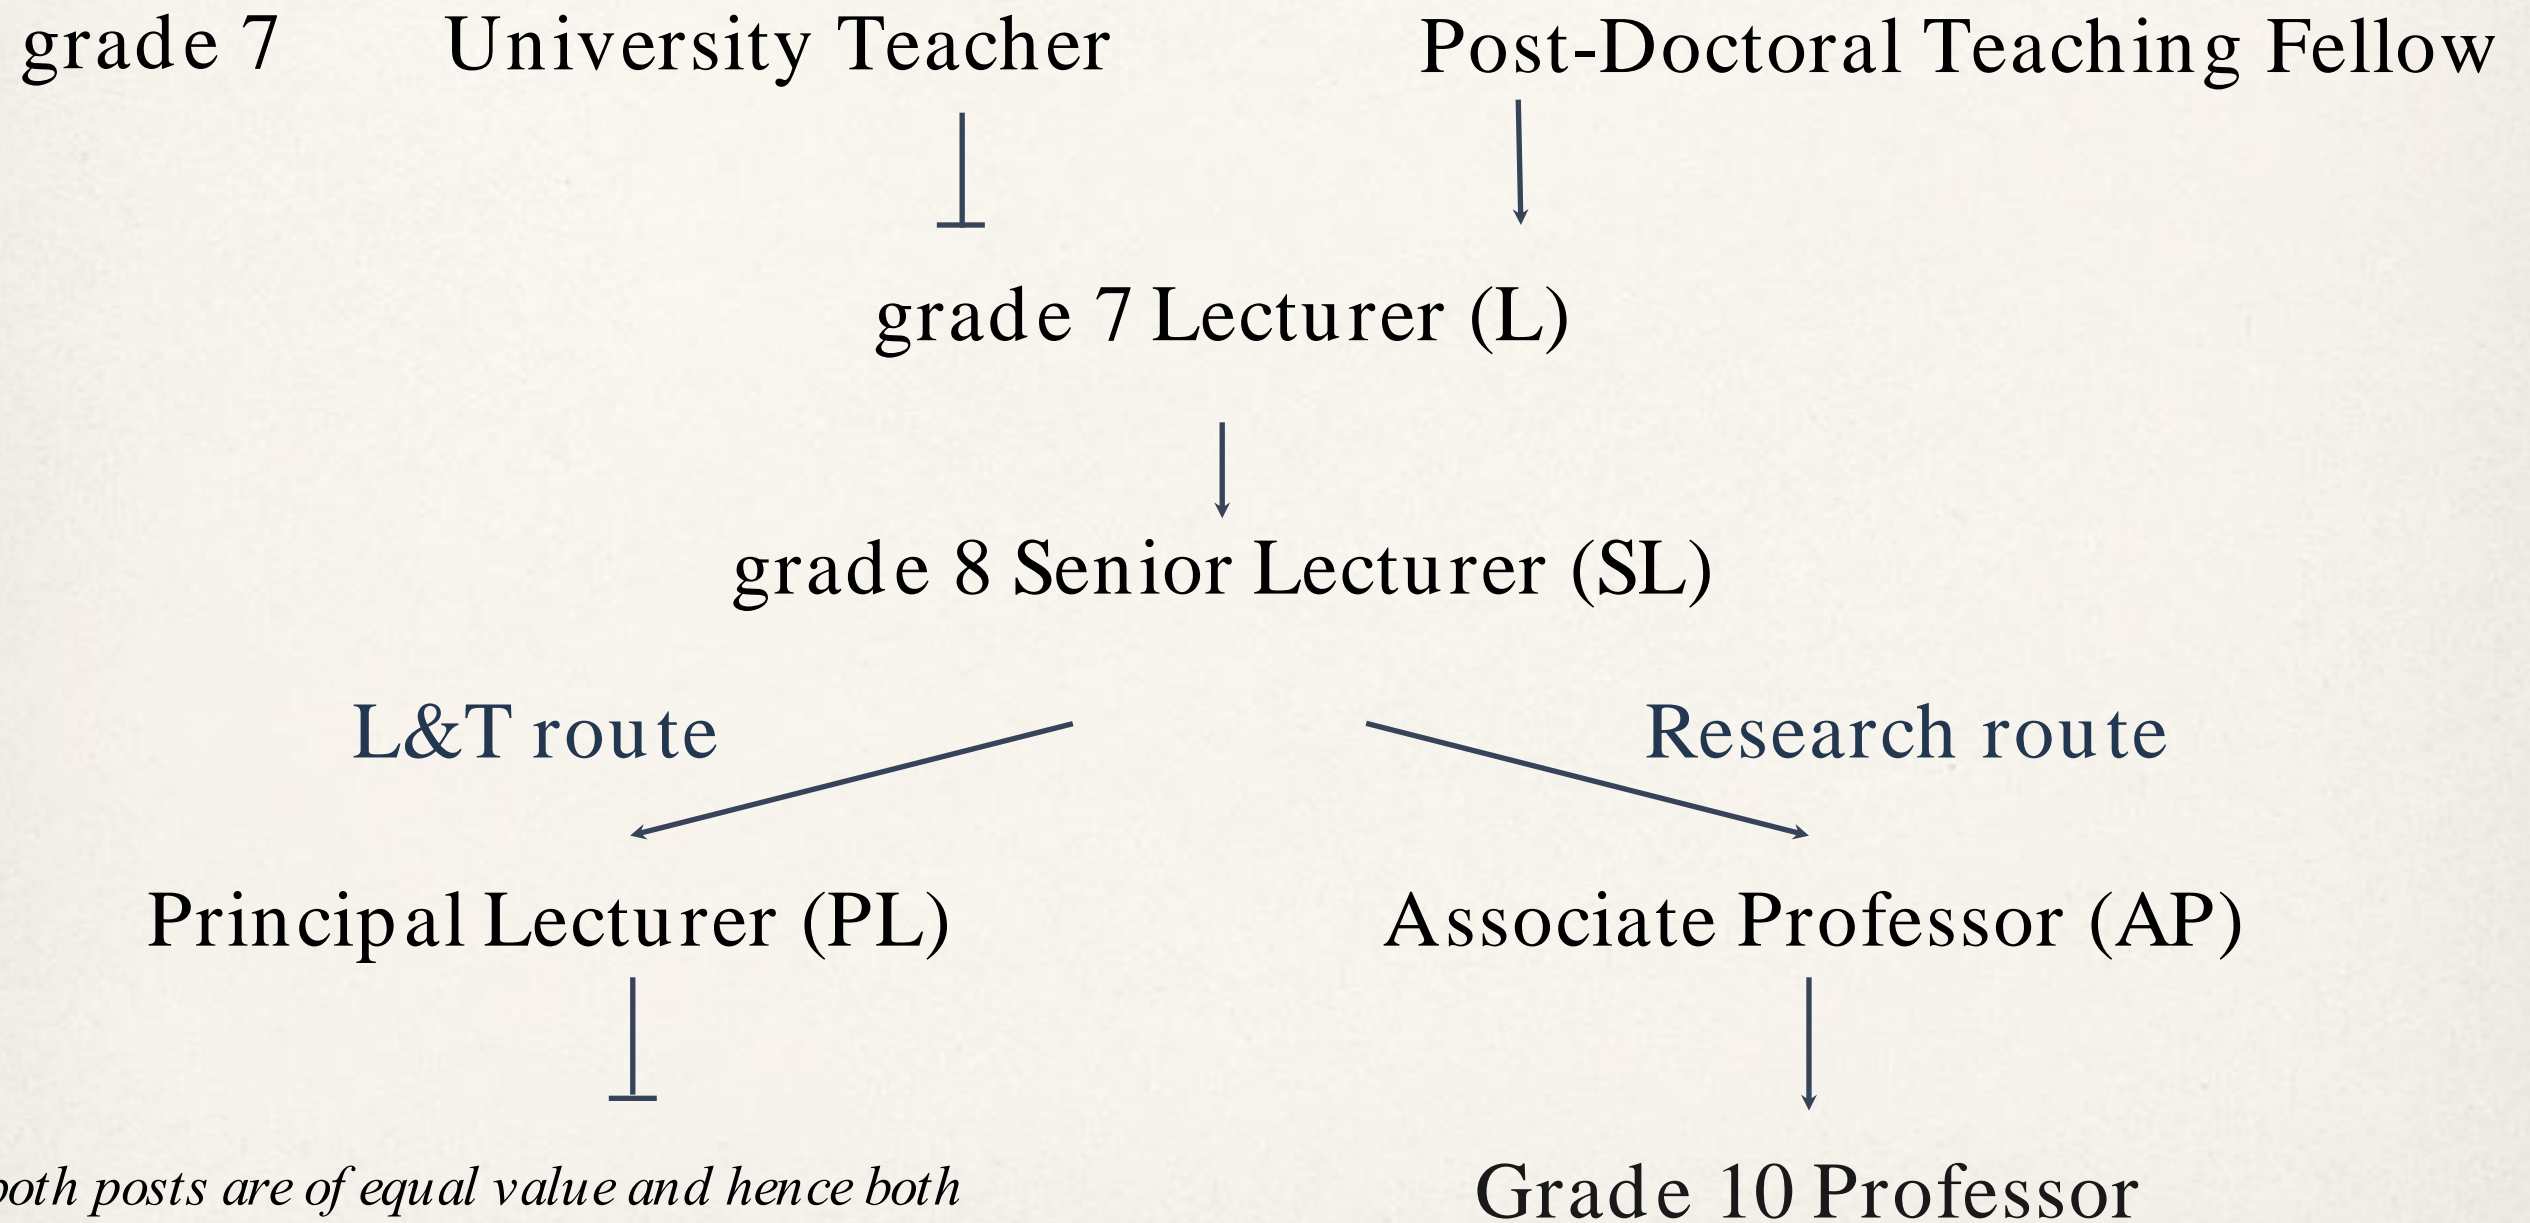 grade 7 University Teacher Post-Doctoral Teaching Fellow
grade 7 Lecturer (L)
grade 8 Senior Lecturer (SL)
L&T route Research route
Principal Lecturer (PL) Associate Professor (AP)
both posts are of equal value and hence both
Grade 10 Professor